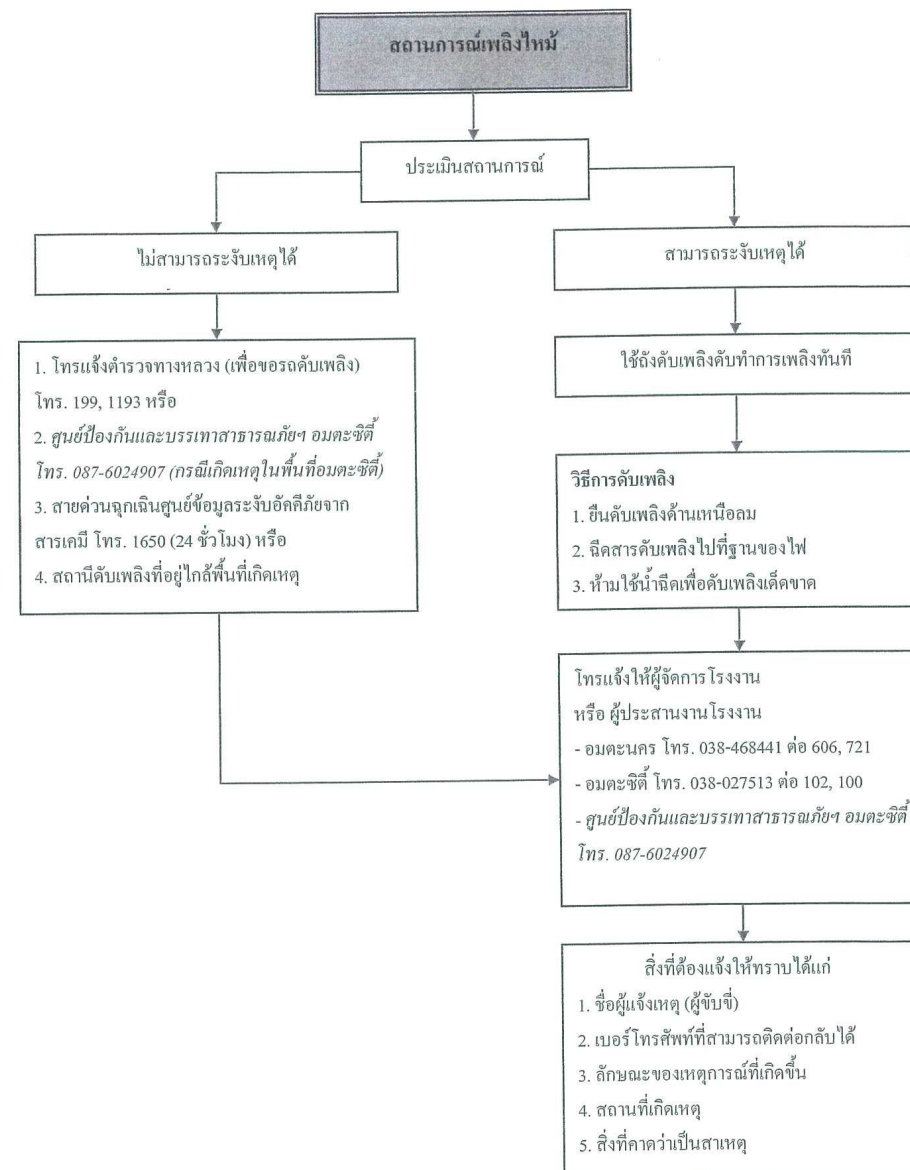 สถานการณ์เพลิงไหม้
ประเมินสถานการณ์
ไม่สามารถระงับเหตุได้
สามารถระงับเหตุได้
1. โทรแจ้งตำรวจทางหลวง (เพื่อขอรถดับเพลิง)
โทร. 199, 1193 หรือ
2. ศูนย์ป้องกันและบรรเทาสาธารณภัยฯ อมตะซิตี้
โทร. 087-6024907 (กรณีเกิดเหตุในพื้นที่อมตะซิตี้)
3. สายด่วนฉุกเฉินศูนย์ข้อมูลระงับอัคคีภัยจาก
สารเคมี โทร. 1650 (24 ชั่วโมง) หรือ
4. สถานีดับเพลิงที่อยู่ใกล้พื้นที่เกิดเหตุ
ใช้ถังดับเพลิงดับทำการเพลิงทันที
วิธีการดับเพลิง
1. ยืนดับเพลิงด้านเหนือลม
2. ฉีดสารดับเพลิงไปที่ฐานของไฟ
3. ห้ามใช้น้ำฉีดเพื่อดับเพลิงเด็ดขาด
โทรแจ้งให้ผู้จัดการโรงงาน
หรือ ผู้ประสานงานโรงงาน
- อมตะนคร โทร. 038-468441 ต่อ 606, 721
- อมตะซิตี้ โทร. 038-027513 ต่อ 102, 100
- ศูนย์ป้องกันและบรรเทาสาธารณภัยฯ อมตะซิตี้
โทร. 087-6024907
สิ่งที่ต้องแจ้งให้ทราบได้แก่
1. ชื่อผู้แจ้งเหตุ (ผู้ขับขี่)
2. เบอร์โทรศัพท์ที่สามารถติดต่อกลับได้
3. ลักษณะของเหตุการณ์ที่เกิดขึ้น
4. สถานที่เกิดเหตุ
5. สิ่งที่คาดว่าเป็นสาเหตุ